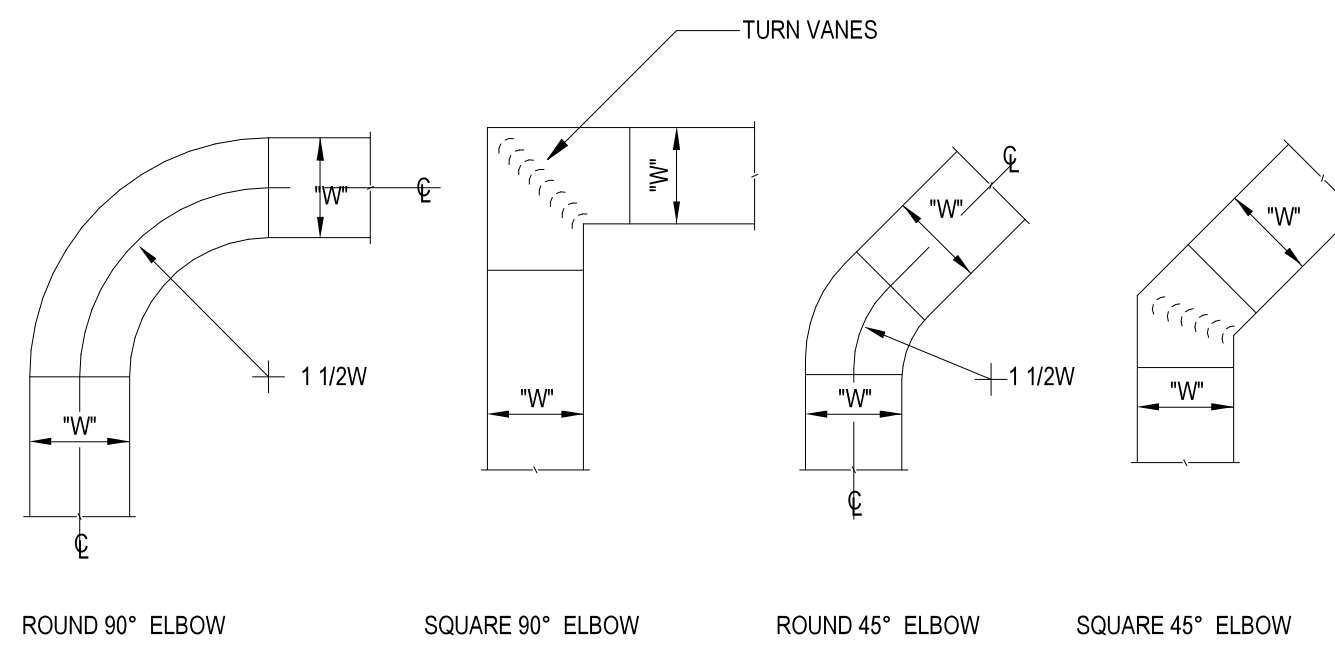 TURN VANES
"W"
℄
"W"
"W"
℄
"W"
1 1/2W
"W"
℄
"W"
"W"
1 1/2W
"W"
℄
"W"
"W"
ROUND 90° ELBOW
SQUARE 90° ELBOW
ROUND 45° ELBOW
SQUARE 45° ELBOW